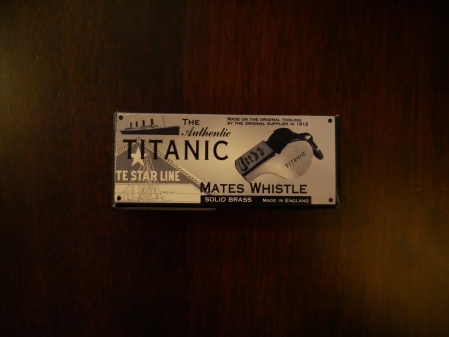 THE
Authentic
TITANIC
MADE ON THE ORIGINAL TOOLING
BY THE ORIGINAL SUPPLIER IN 1912
TITANIC
TE STAR LINE
MATES WHISTLE
SOLID BRASS MADE IN ENGLAND